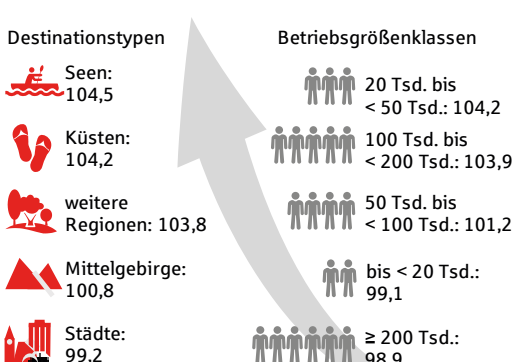 Destinationstypen
Seen:
104,5
Küsten:
104,2
weitere
Regionen: 103,8
Mittelgebirge:
100,8
Städte:
99,2
Betriebsgrößenklassen
20 Tsd. bis
< 50 Tsd.: 104,2
100 Tsd. bis
< 200 Tsd.: 103,9
50 Tsd. bis
< 100 Tsd.: 101,2
bis < 20 Tsd.:
99,1
≥ 200 Tsd.:
98,9